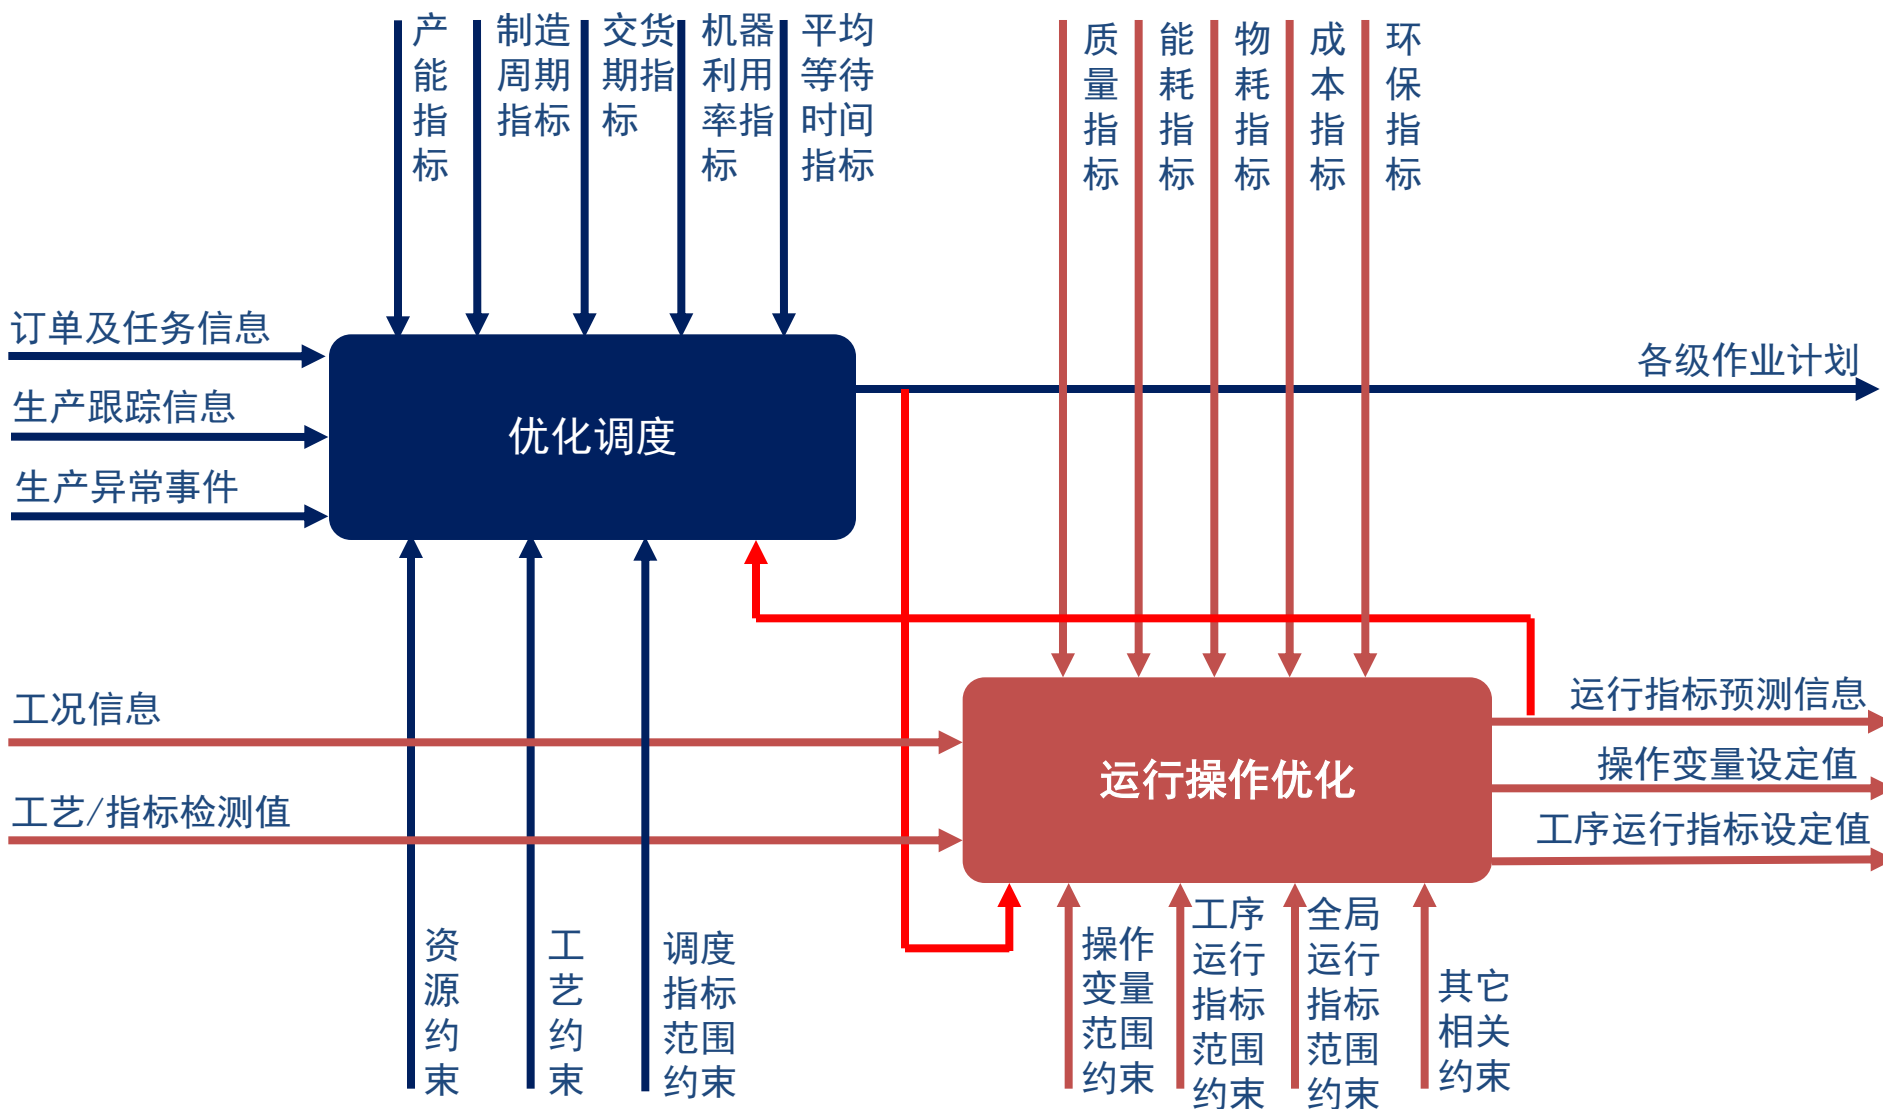 产
能
指
标
制造
周期
指标
交货
期指
标
机器
利用
率指
标
平均
等待
时间
指标
质
量
指
标
能
耗
指
标
物
耗
指
标
成
本
指
标
环
保
指
标
订单及任务信息
生产跟踪信息
生产异常事件
优化调度
各级作业计划
工况信息
工艺/指标检测值
运行操作优化
运行指标预测信息
操作变量设定值
工序运行指标设定值
资
源
约
束
工
艺
约
束
调度
指标
范围
约束
操作
变量
范围
约束
工序
运行
指标
范围
约束
全局
运行
指标
范围
约束
其它
相关
约束